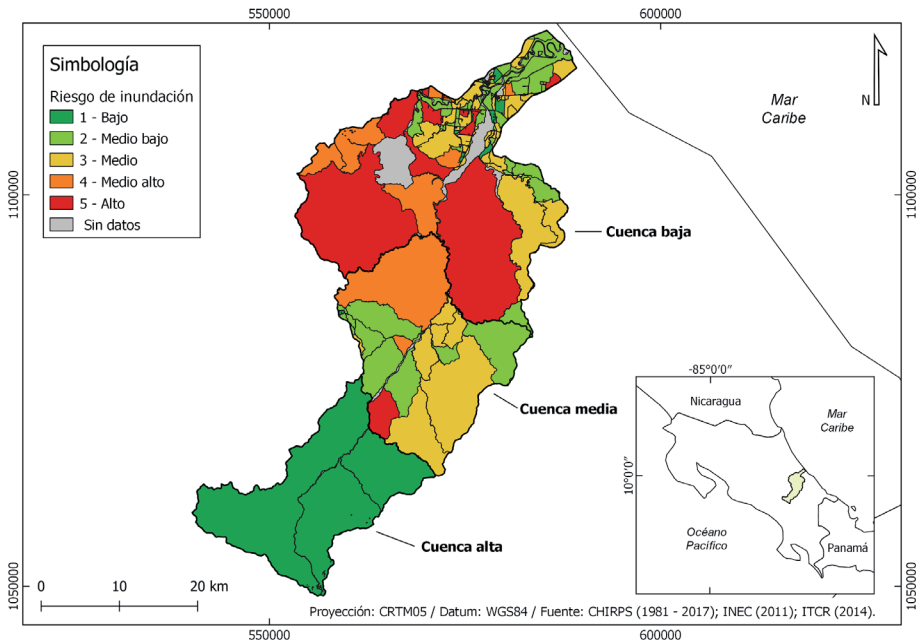 550000
600000
Simbología
Riesgo de inundación
1 - Bajo
2 - Medio bajo
3 - Medio
4 - Medio alto
5 - Alto
Sin datos
N
Mar
Caribe
1100000
1100000
Cuenca baja
Cuenca media
Cuenca alta
-85°0'0"
Nicaragua
Mar
Caribe
10°0'0"
Océano
Pacífico
Panamá
0
10
20 km
1050000
1050000
Proyección: CRTM05 / Datum: WGS84 / Fuente: CHIRPS (1981 - 2017); INEC (2011); ITCR (2014).
550000
600000